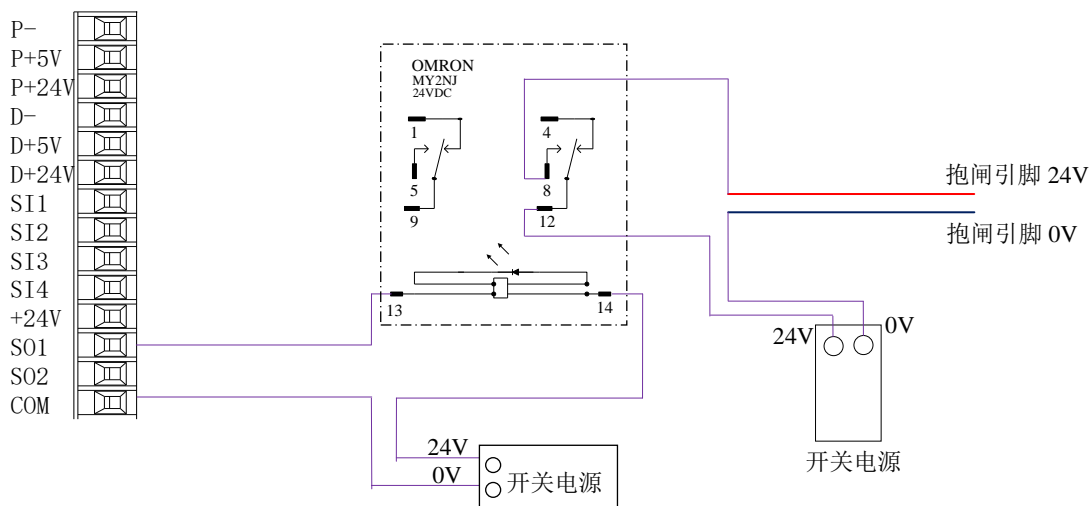 P-
P+5V
P+24V
D-
D+5V
D+24V
SI1
SI2
SI3
SI4
+24V
SO1
SO2
COM
OMRON
MY2NJ
24VDC
1
4
5
8
9
12
13
14
抱闸引脚 24V
抱闸引脚 0V
24V
0V
开关电源
24V
0V
开关电源